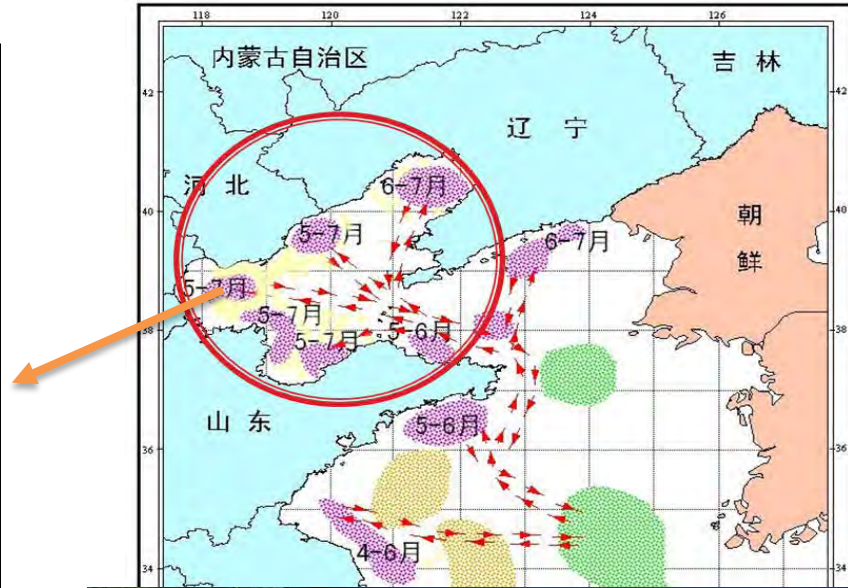 118 120 122 124 126
内蒙古自治区
吉 林
42
42
辽 宁
6-7月
河 北
40
40
朝
鲜
5-7月
6-7月
5-7月
5-7月
38
38
5-7月
5-6月
山 东
5-6月
36
36
34
34
4-6月